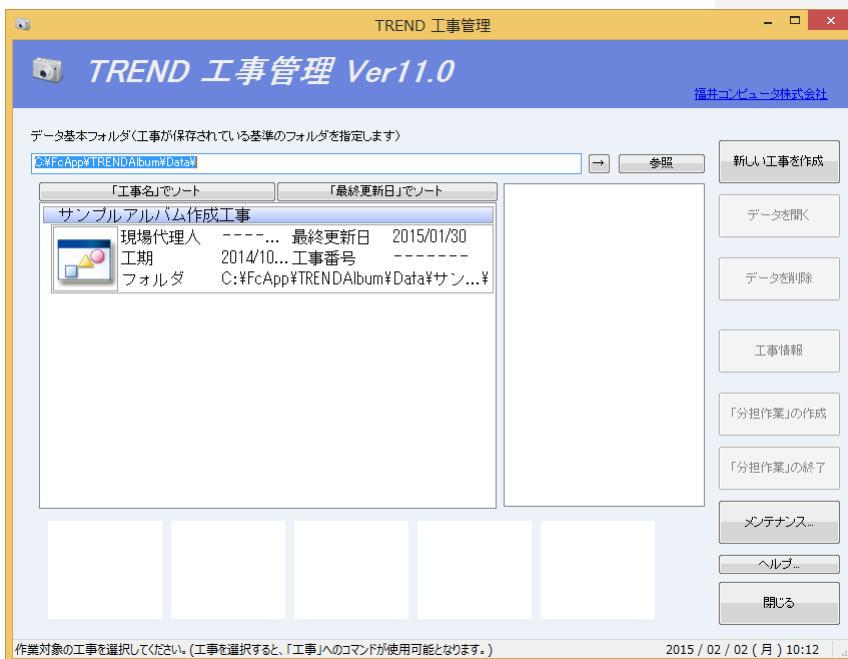 TREND 工事管理
TREND 工事管理 Ver11.0
福井コンピュータ株式会社
データ基本フォルダ(工事が保存されている基準のフォルダを指定します)
C:¥FcApp¥TRENDAlbum¥Data¥
→
参照
新しい工事を作成
「工事名」でソート
「最終更新日」でソート
サンプルアルバム作成工事
現場代理人 ----... 最終更新日 2015/01/30
工期 2014/10... 工事番号 -------
フォルダ C:¥FcApp¥TRENDAlbum¥Data¥サン...¥
データを開く
データを削除
工事情報
「分担作業」の作成
「分担作業」の終了
メンテナンス...
ヘルプ...
閉じる
作業対象の工事を選択してください。(工事を選択すると、「工事」へのコマンドが使用可能となります。)
2015 / 02 / 02 ( 月 ) 10:12